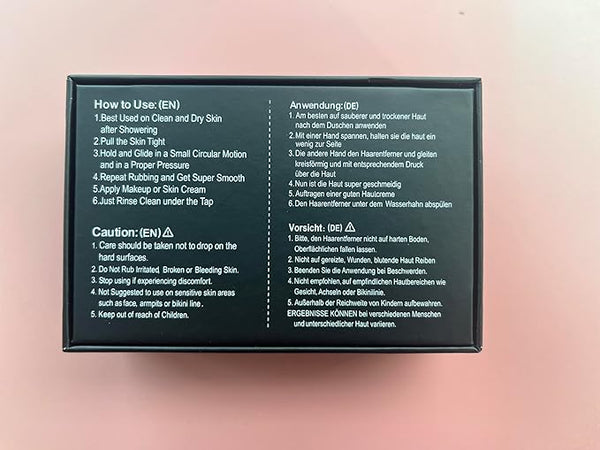 How to Use: (EN)
1.Best Used on Clean and Dry Skin
after Showering
2.Pull the Skin Tight
3.Hold and Glide in a Small Circular Motion
and in a Proper Pressure
4.Repeat Rubbing and Get Super Smooth
5.Apply Makeup or Skin Cream
6.Just Rinse Clean under the Tap
Caution: (EN)⚠
1. Care should be taken not to drop on the
hard surfaces.
2. Do Not Rub Irritated, Broken or Bleeding Skin.
3. Stop using if experiencing discomfort.
4. Not Suggested to use on sensitive skin areas
such as face, armpits or bikini line.
5. Keep out of reach of Children.
Anwendung: (DE)
1. Am besten auf sauberer und trockener Haut
nach dem Duschen anwenden
2.Mit einer Hand spannen, halten sie die haut ein
wenig zur Seite
3.Die andere Hand den Haarentferner und gleiten
kreisförmig und mit entsprechendem Druck
über die Haut
4.Nun ist die Haut super geschmeidig
5.Auftragen einer guten Hautcreme
6.Den Haarentferner unter dem Wasserhahn abspülen
Vorsicht: (DE) ⚠
1. Bitte, den Haarentferner nicht auf harten Boden,
Oberflächlichen fallen lassen.
2. Nicht auf gereizte, Wunden, blutende Haut Reiben
3. Beenden Sie die Anwendung bei Beschwerden.
4. Nicht empfohlen, auf empfindlichen Hautbereichen wie
Gesicht, Achseln oder Bikinilinie.
5. Außerhalb der Reichweite von Kindern aufbewahren.
ERGEBNISSE KÖNNEN bei verschiedenen Menschen
und unterschiedlicher Haut variieren.